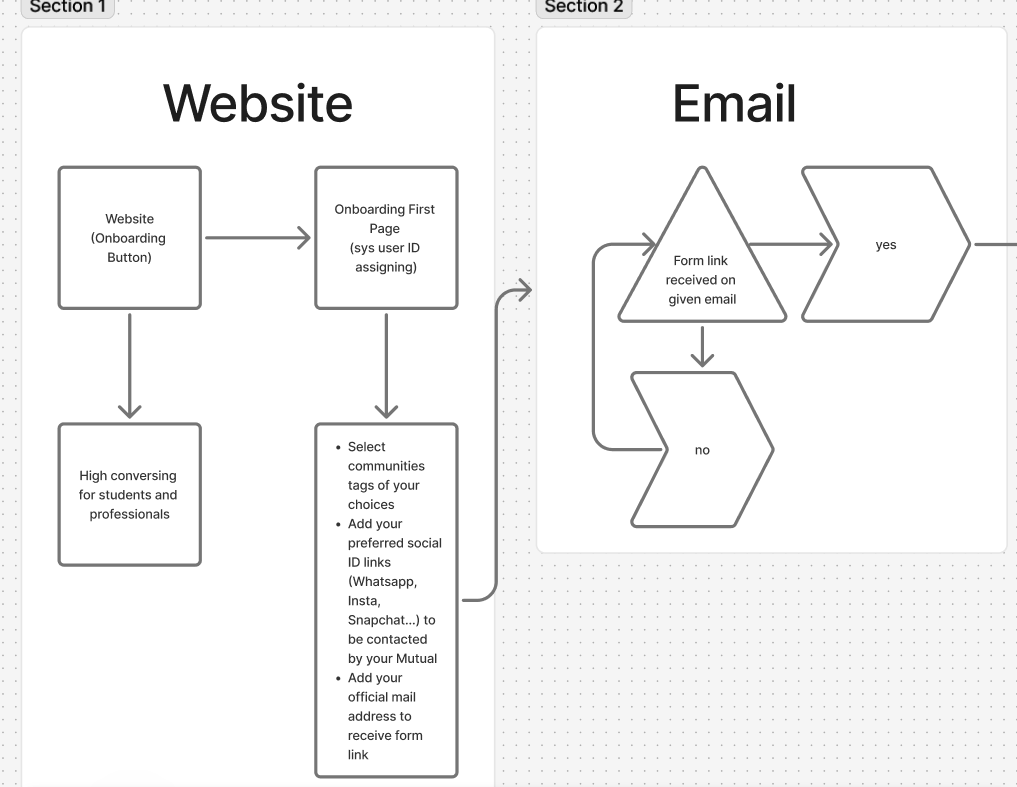 Section 1
Section 2
Website
Email
Website
(Onboarding
Button)
Onboarding First
Page
(sys user ID
assigning)
Form link
received on
given email
yes
High conversing
for students and
professionals
• Select
communities
tags of your
choices
• Add your
preferred social
ID links
(Whatsapp,
Insta,
Snapchat...) to
be contacted
by your Mutual
• Add your
official mail
address to
receive form
link
no